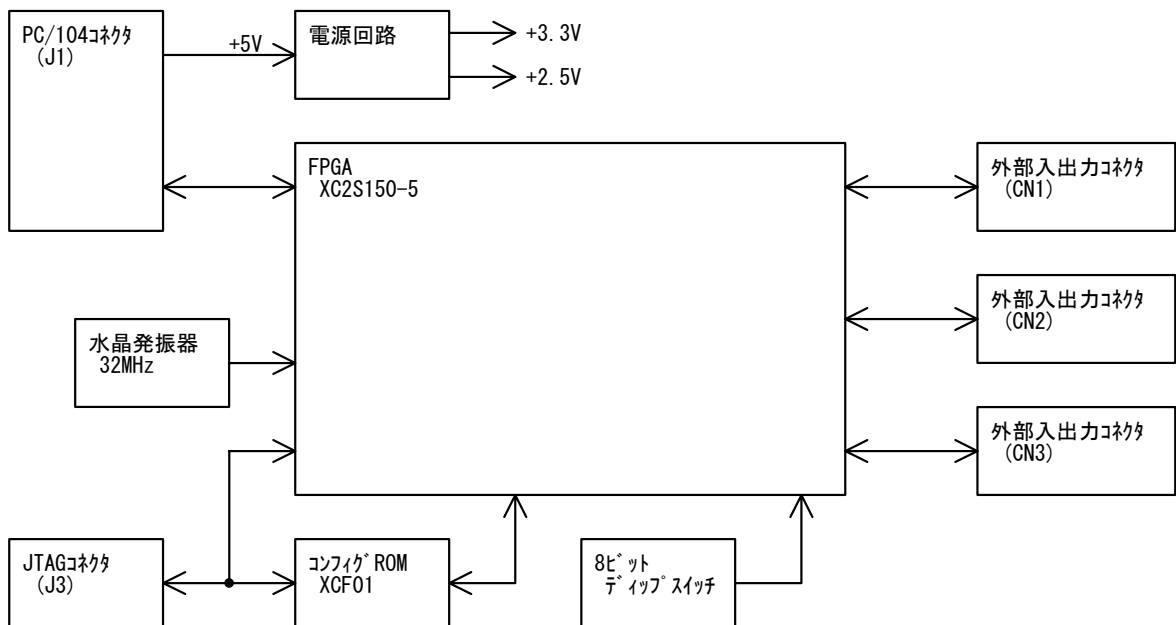 PC/104ｺﾈｸﾀ
(J1)
+5V
電源回路
+3.3V
+2.5V
FPGA
XC2S150-5
外部入出力ｺﾈｸﾀ
(CN1)
外部入出力ｺﾈｸﾀ
(CN2)
水晶発振器
32MHz
外部入出力ｺﾈｸﾀ
(CN3)
JTAGｺﾈｸﾀ
(J3)
ｺﾝﾌｨｸﾞROM
XCF01
8ﾋﾞｯﾄ
ﾃﾞｨｯﾌﾟｽｲｯﾁ